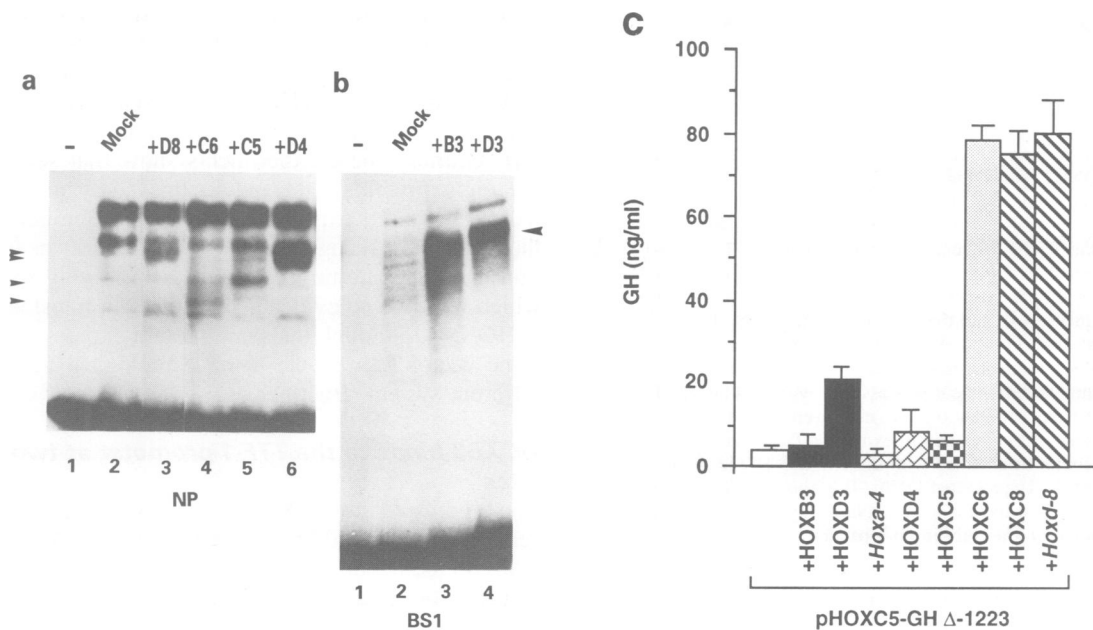 a
- Mock +D8 +C6 +C5 +D4
1 2 3 4 5 6
NP
b
- Mock +B3 +D3
1 2 3 4
BS1
C
100
80
60
40
20
0
GH (ng/ml)
+HOXB3
+HOXD3
+Hoxa-4
+HOXD4
+HOXC5
+HOXC6
+HOXC8
+Hoxd-8
pHOXC5-GH Δ-1223